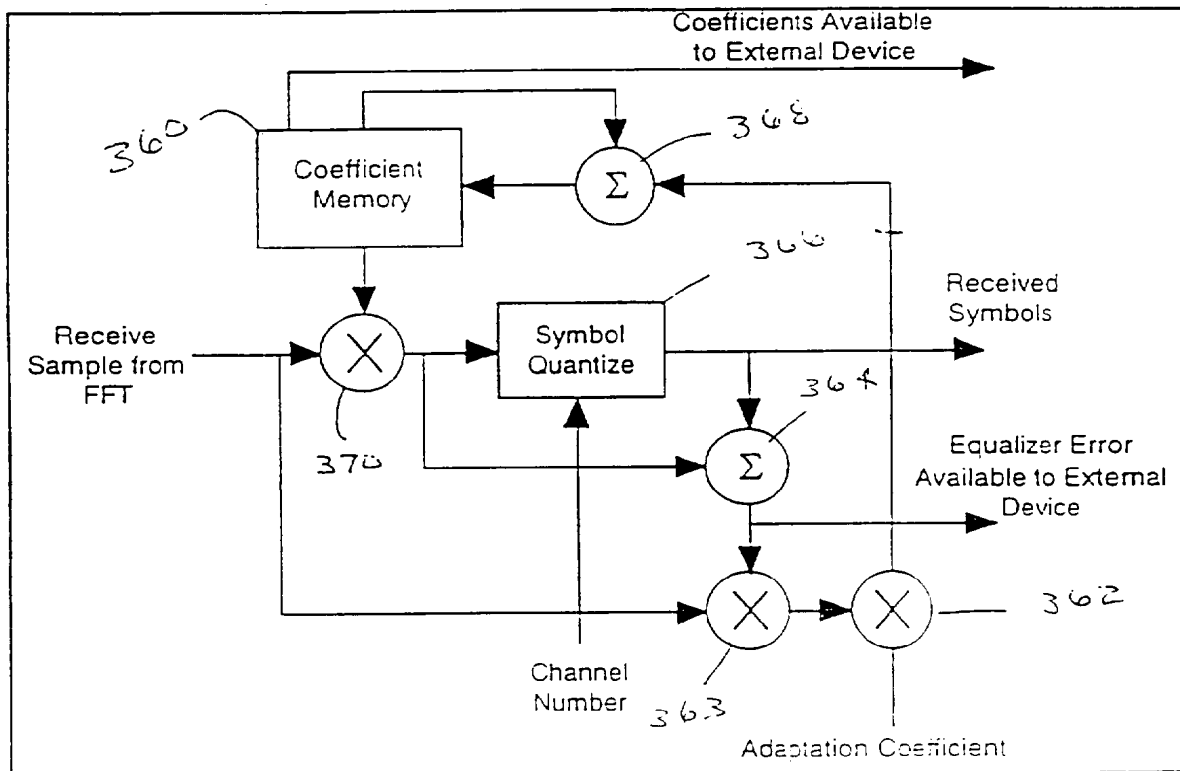 Coefficients Available
to External Device
360
368
Coefficient
Memory
Σ
366
Received
Symbols
Receive
Sample from
FFT
Symbol
Quantize
364
370
Σ
Equalizer Error
Available to External
Device
362
Channel
Number
363
Adaptation Coefficient